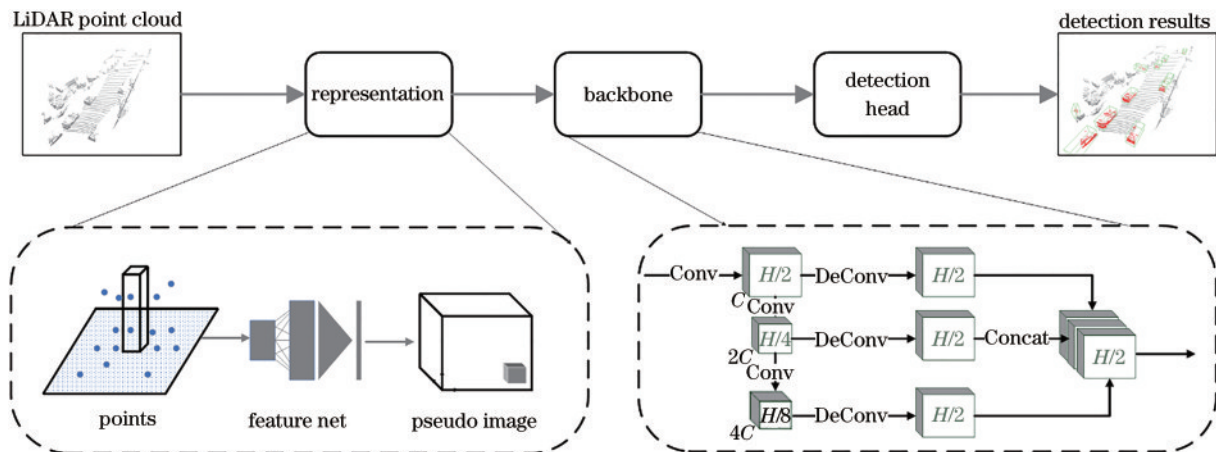 LiDAR point cloud
detection results
representation
backbone
detection
head
points
feature net
pseudo image
Conv
H/2
DeConv
H/2
C
Conv
H/4
DeConv
H/2
Concat
H/2
2C
Conv
H/8
DeConv
H/2
4C